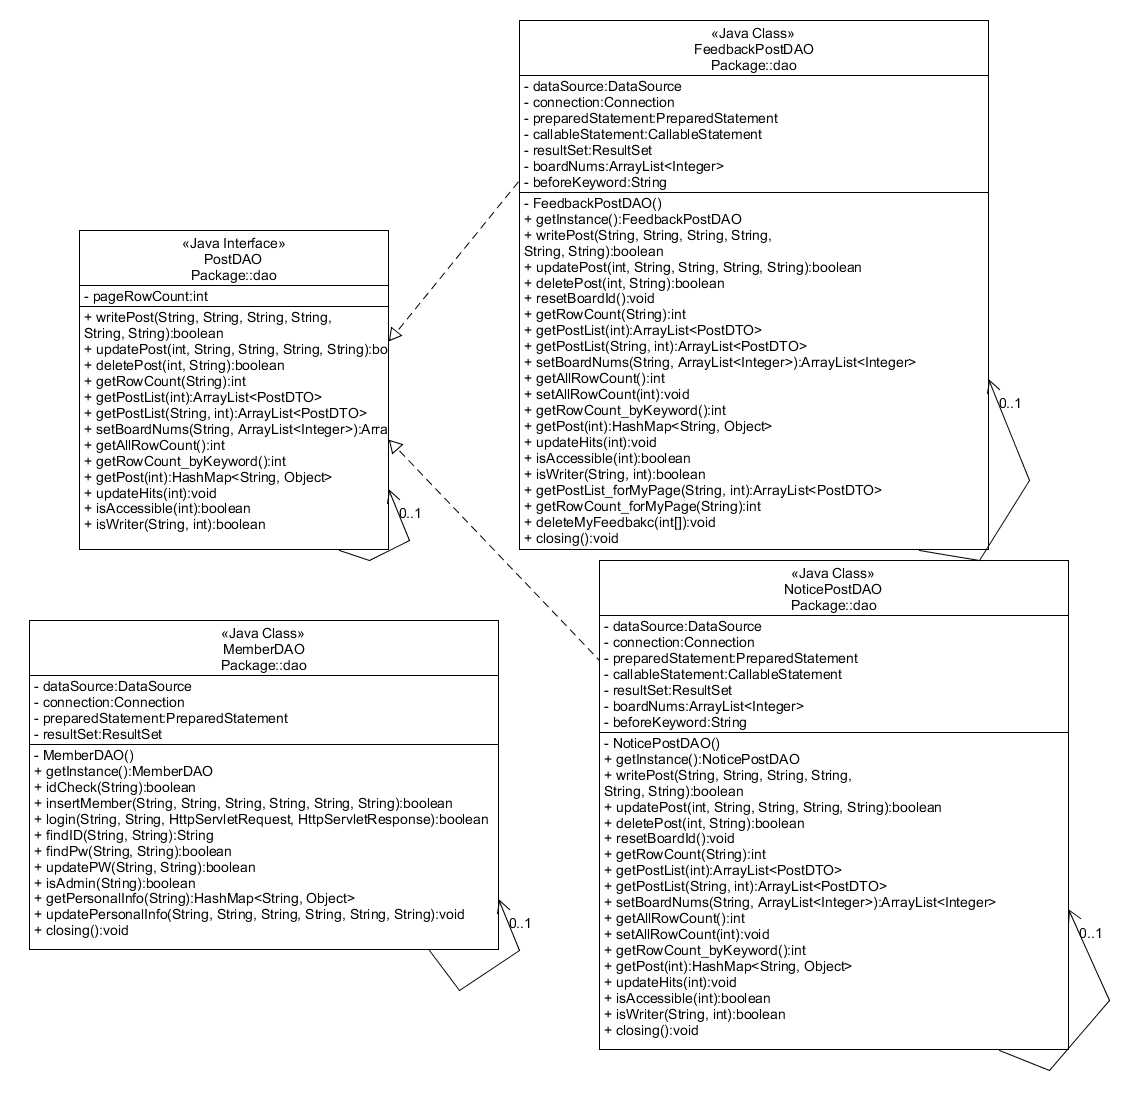 «Java Class»
FeedbackPostDAO
Package::dao
- dataSource:DataSource
- connection:Connection
- preparedStatement:PreparedStatement
- callableStatement:CallableStatement
- resultSet:ResultSet
- boardNums:ArrayList<Integer>
- beforeKeyword:String
- FeedbackPostDAO()
+ getInstance():FeedbackPostDAO
+ writePost(String, String, String, String,
String, String):boolean
+ updatePost(int, String, String, String, String):boolean
+ deletePost(int, String):boolean
+ resetBoardId():void
+ getRowCount(String):int
+ getPostList(int):ArrayList<PostDTO>
+ getPostList(String, int):ArrayList<PostDTO>
+ setBoardNums(String, ArrayList<Integer>):ArrayList<Integer>
+ getAllRowCount():int
+ setAllRowCount(int):void
+ getRowCount_byKeyword():int
+ getPost(int):HashMap<String, Object>
+ updateHits(int):void
+ isAccessible(int):boolean
+ isWriter(String, int):boolean
+ getPostList_forMyPage(String, int):ArrayList<PostDTO>
+ getRowCount_forMyPage(String):int
+ deleteMyFeedbakc(int[]):void
+ closing():void
0..1
«Java Interface»
PostDAO
Package::dao
- pageRowCount:int
+ writePost(String, String, String, String,
String, String):boolean
+ updatePost(int, String, String, String, String):bo
+ deletePost(int, String):boolean
+ getRowCount(String):int
+ getPostList(int):ArrayList<PostDTO>
+ getPostList(String, int):ArrayList<PostDTO>
+ setBoardNums(String, ArrayList<Integer>):Arra
+ getAllRowCount():int
+ getRowCount_byKeyword():int
+ getPost(int):HashMap<String, Object>
+ updateHits(int):void
+ isAccessible(int):boolean
+ isWriter(String, int):boolean
0..1
«Java Class»
MemberDAO
Package::dao
- dataSource:DataSource
- connection:Connection
- preparedStatement:PreparedStatement
- resultSet:ResultSet
- MemberDAO()
+ getInstance():MemberDAO
+ idCheck(String):boolean
+ insertMember(String, String, String, String, String, String):boolean
+ login(String, String, HttpServletRequest, HttpServletResponse):boolean
+ findID(String, String):String
+ findPw(String, String):boolean
+ updatePW(String, String):boolean
+ isAdmin(String):boolean
+ getPersonalInfo(String):HashMap<String, Object>
+ updatePersonalInfo(String, String, String, String, String, String):void
+ closing():void
0..1
«Java Class»
NoticePostDAO
Package::dao
- dataSource:DataSource
- connection:Connection
- preparedStatement:PreparedStatement
- callableStatement:CallableStatement
- resultSet:ResultSet
- boardNums:ArrayList<Integer>
- beforeKeyword:String
- NoticePostDAO()
+ getInstance():NoticePostDAO
+ writePost(String, String, String, String,
String, String):boolean
+ updatePost(int, String, String, String, String):boolean
+ deletePost(int, String):boolean
+ resetBoardId():void
+ getRowCount(String):int
+ getPostList(int):ArrayList<PostDTO>
+ getPostList(String, int):ArrayList<PostDTO>
+ setBoardNums(String, ArrayList<Integer>):ArrayList<Integer>
+ getAllRowCount():int
+ setAllRowCount(int):void
+ getRowCount_byKeyword():int
+ getPost(int):HashMap<String, Object>
+ updateHits(int):void
+ isAccessible(int):boolean
+ isWriter(String, int):boolean
+ closing():void
0..1